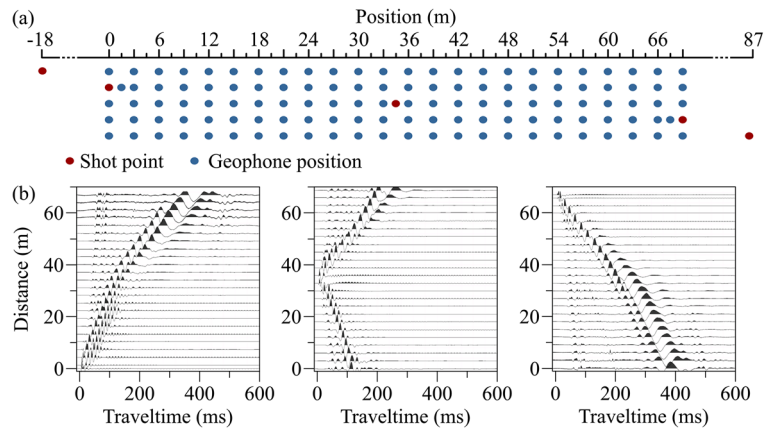 (a)
Position (m)
-18 0 6 12 18 24 30 36 42 48 54 60 66 87
Shot point Geophone position
(b)
Distance (m)
60 60 60
40 40 40
20 20 20
0 0 0
0 200 400 600 0 200 400 600 0 200 400 600
Traveltime (ms) Traveltime (ms) Traveltime (ms)